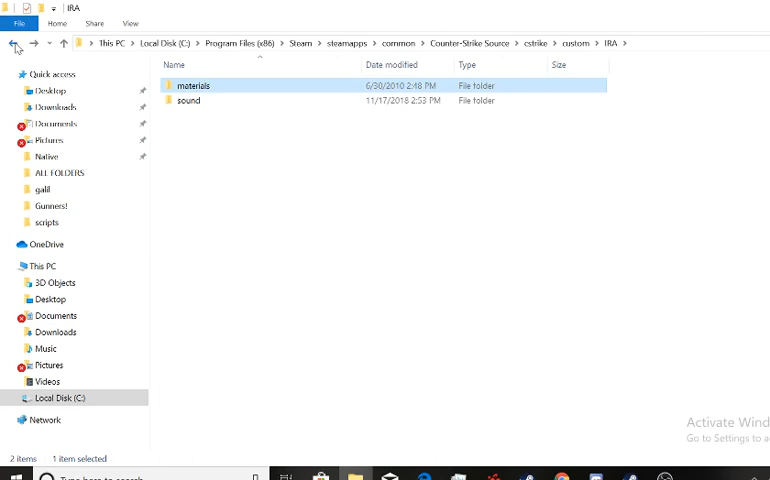 IRA
File Home Share View
This PC Local Disk (C:) Program Files (x86) Steam steamapps common Counter-Strike Source cstrike custom IRA
Name Date modified Type Size
Quick access
materials 6/30/2010 2:48 PM File folder
Desktop
sound 11/17/2018 2:53 PM File folder
Downloads
Documents
Pictures
Native
ALL FOLDERS
galil
Gunners!
scripts
OneDrive
This PC
3D Objects
Desktop
Documents
Downloads
Music
Pictures
Videos
Local Disk (C:)
Network
Activate Wind
Go to Settings to a
2 items 1 item selected
Type here to search